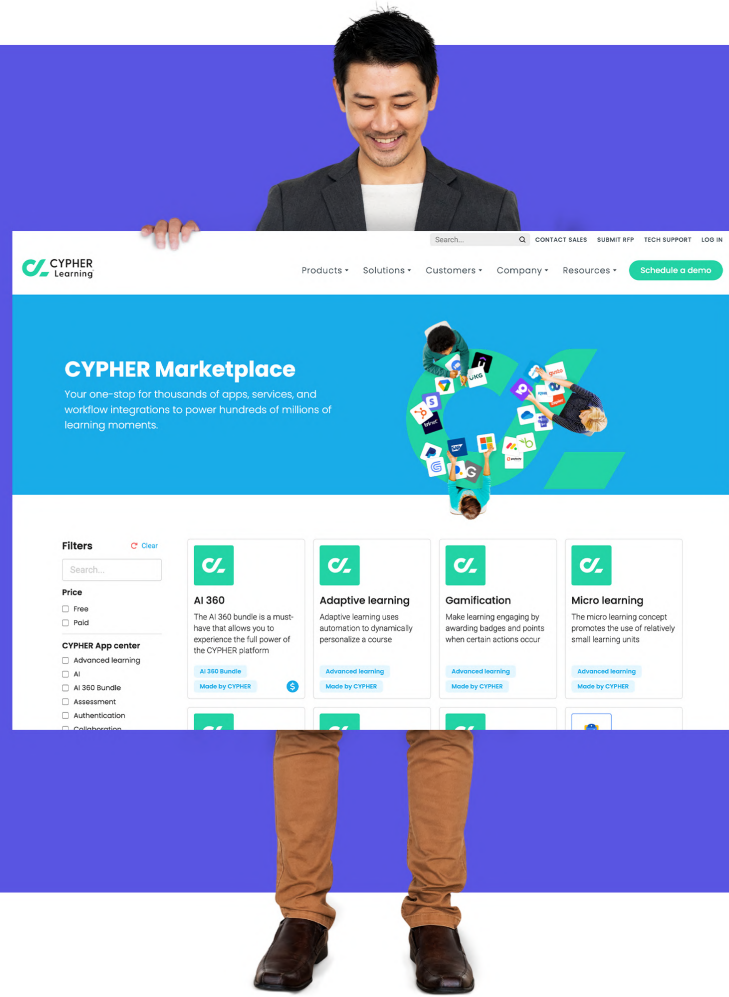 Search...
CONTACT SALES
SUBMIT RFP
TECH SUPPORT
LOG IN
CYPHER
Learning
Products
Solutions
Customers
Company
Resources
Schedule a demo
CYPHER Marketplace
Your one-stop for thousands of apps, services, and
workflow integrations to power hundreds of millions of
learning moments.
UKG
gusto
Filters
Clear
Search...
Price
Free
Paid
CYPHER App center
Advanced learning
AI
AI 360 Bundle
Assessment
Authentication
Collaboration
AI 360
The AI 360 bundle is a must-
have that allows you to
experience the full power of
the CYPHER platform
AI 360 Bundle
Made by CYPHER
$
Adaptive learning
Adaptive learning uses
automation to dynamically
personalize a course
Advanced learning
Made by CYPHER
Gamification
Make learning engaging by
awarding badges and points
when certain actions occur
Advanced learning
Made by CYPHER
Micro learning
The micro learning concept
promotes the use of relatively
small learning units
Advanced learning
Made by CYPHER